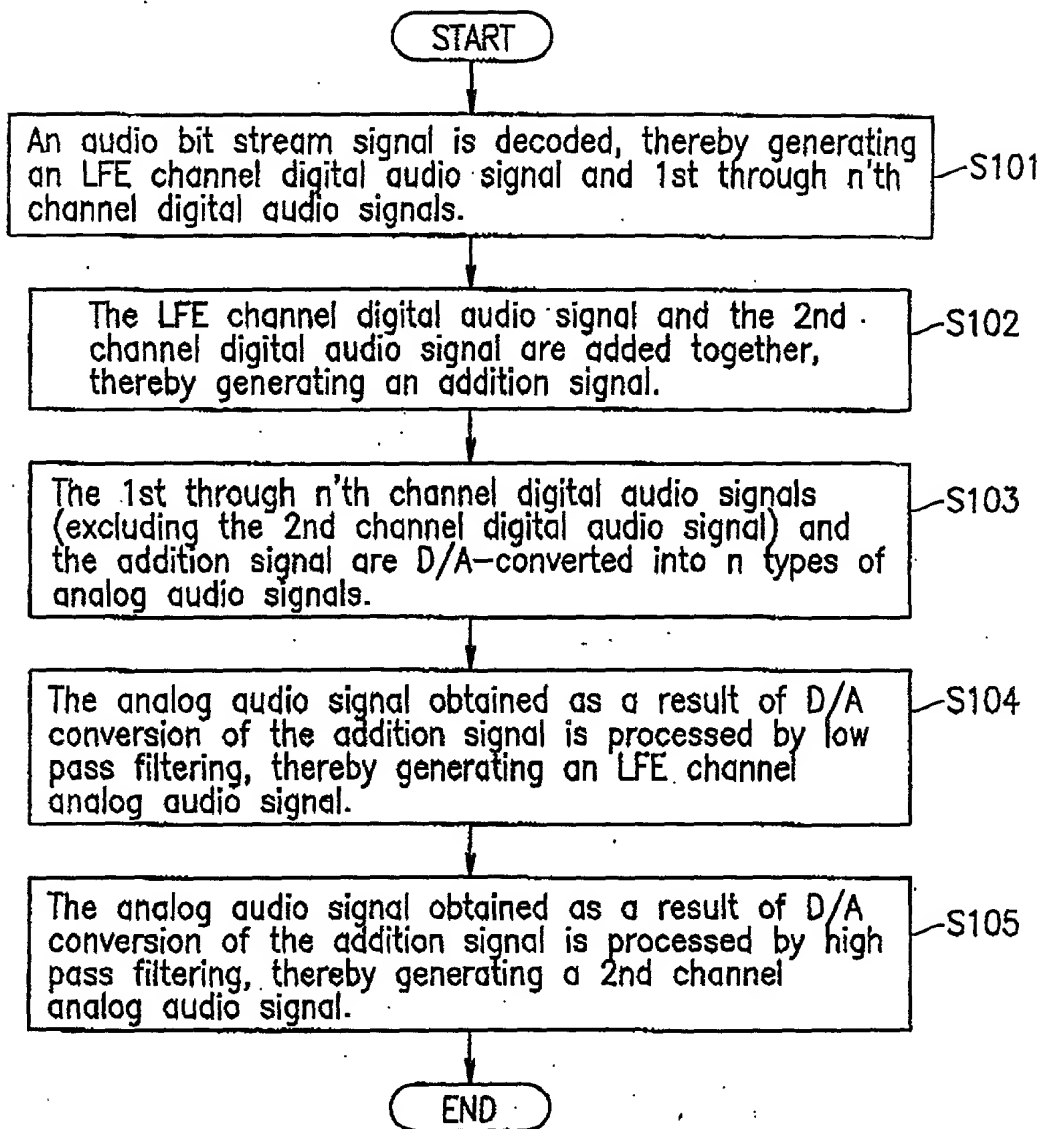 START
An audio bit stream signal is decoded, thereby generating
an LFE channel digital audio signal and 1st through n'th
channel digital audio signals.
S101
The LFE channel digital audio signal and the 2nd
channel digital audio signal are added together,
thereby generating an addition signal.
S102
The 1st through n'th channel digital audio signals
(excluding the 2nd channel digital audio signal) and
the addition signal are D/A-converted into n types of
analog audio signals.
S103
The analog audio signal obtained as a result of D/A
conversion of the addition signal is processed by low
pass filtering, thereby generating an LFE channel
analog audio signal.
S104
The analog audio signal obtained as a result of D/A
conversion of the addition signal is processed by high
pass filtering, thereby generating a 2nd channel
analog audio signal.
S105
END